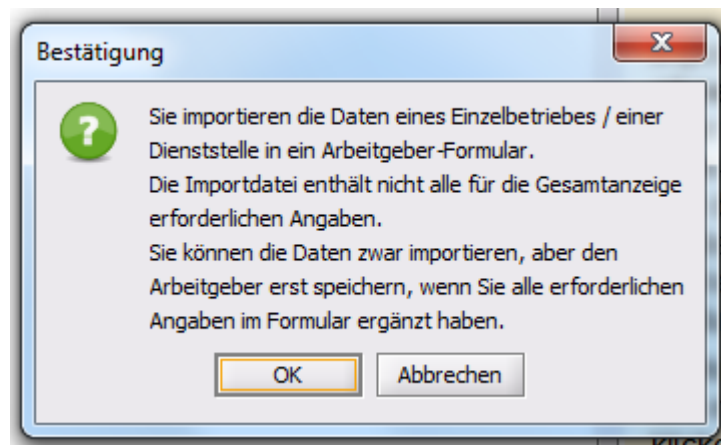 Bestätigung
Sie importieren die Daten eines Einzelbetriebes / einer
Dienststelle in ein Arbeitgeber-Formular.
Die Importdatei enthält nicht alle für die Gesamtanzeige
erforderlichen Angaben.
Sie können die Daten zwar importieren, aber den
Arbeitgeber erst speichern, wenn Sie alle erforderlichen
Angaben im Formular ergänzt haben.
OK
Abbrechen